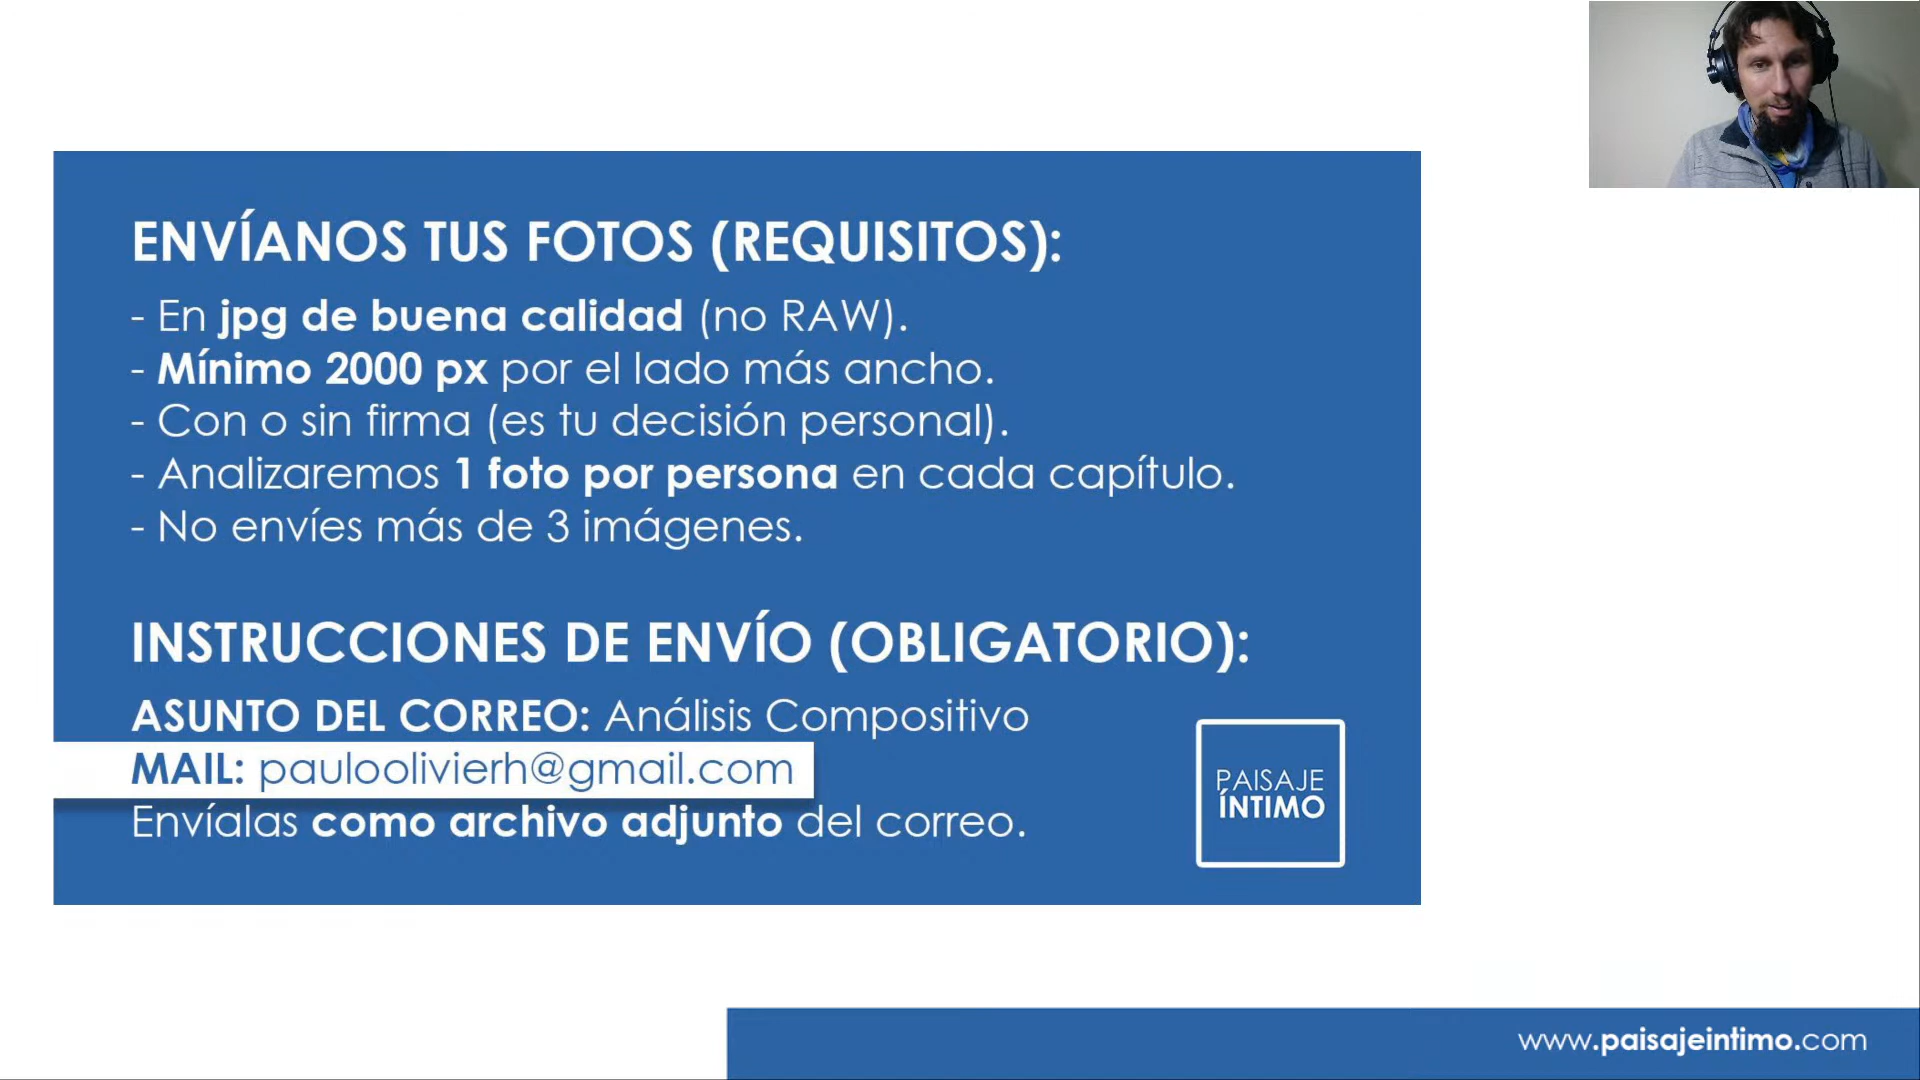 ENVÍANOS TUS FOTOS (REQUISITOS):
- En jpg de buena calidad (no RAW).
- Mínimo 2000 px por el lado más ancho.
- Con o sin firma (es tu decisión personal).
- Analizaremos 1 foto por persona en cada capítulo.
- No envíes más de 3 imágenes.
INSTRUCCIONES DE ENVÍO (OBLIGATORIO):
ASUNTO DEL CORREO: Análisis Compositivo
MAIL: pauloolivierh@gmail.com
Envíalas como archivo adjunto del correo.
PAISAJE
ÍNTIMO
www.paisajeintimo.com